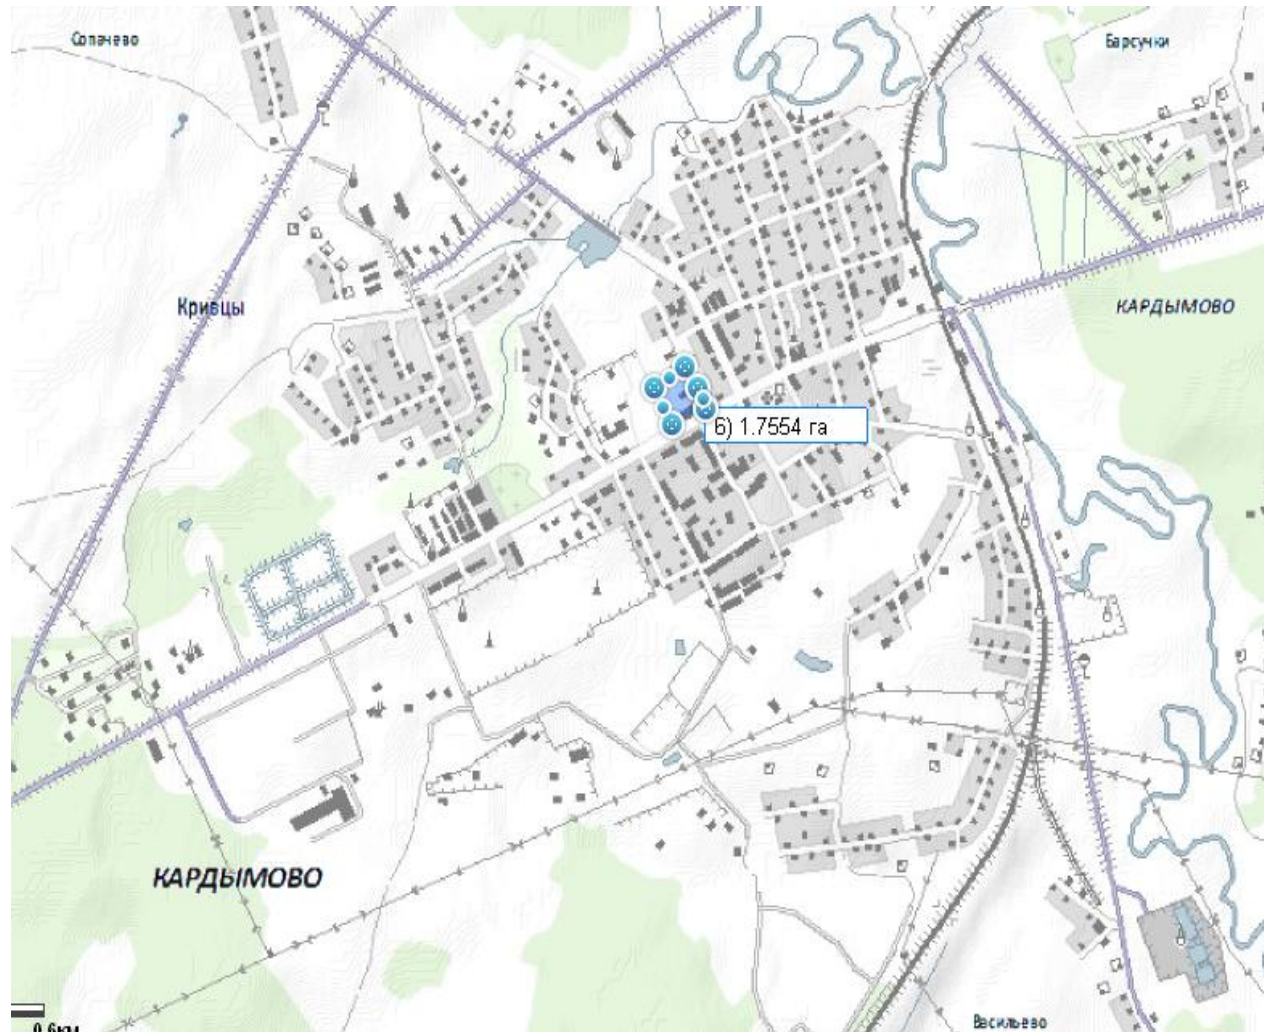 Сопачево
Барсучки
Кривцы
КАРДЫМОВО
6) 1.7554 га
КАРДЫМОВО
0.6км
Васильево